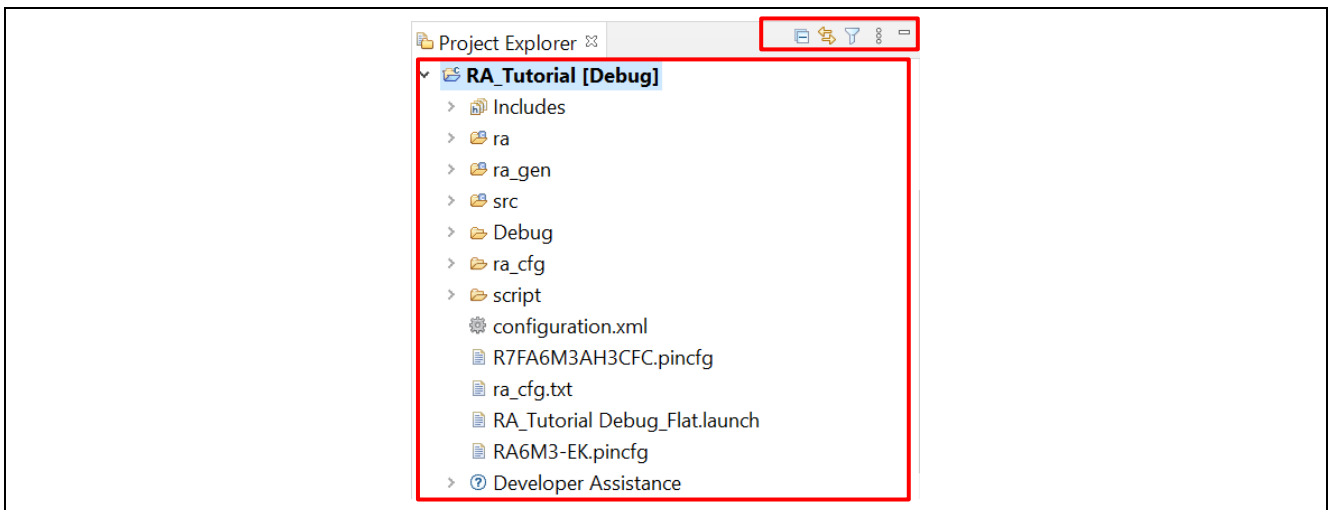 Project Explorer
RA_Tutorial [Debug]
Includes
ra
ra_gen
src
Debug
ra_cfg
script
configuration.xml
R7FA6M3AH3CFC.pincfg
ra_cfg.txt
RA_Tutorial Debug_Flat.launch
RA6M3-EK.pincfg
Developer Assistance